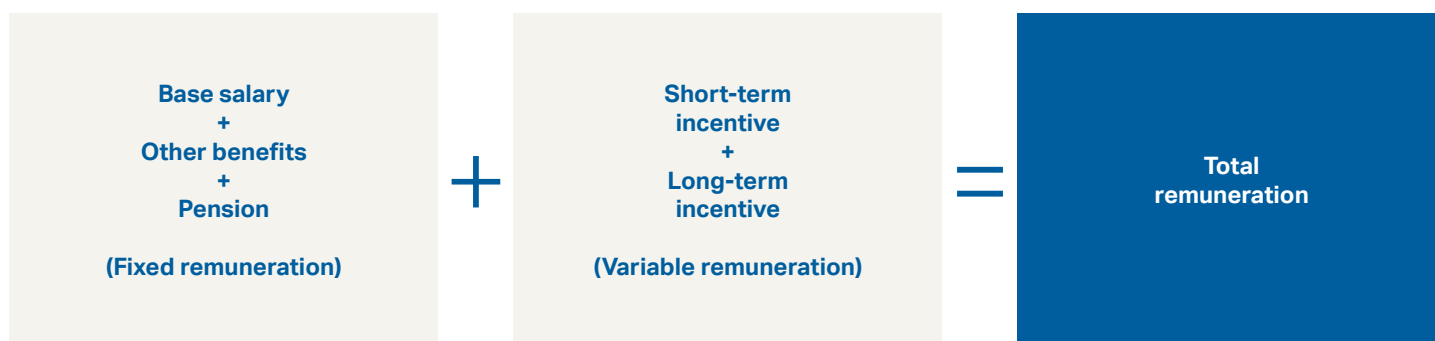 Base salary
+
Other benefits
+
Pension
(Fixed remuneration)
+
Short-term
incentive
+
Long-term
incentive
(Variable remuneration)
=
Total
remuneration